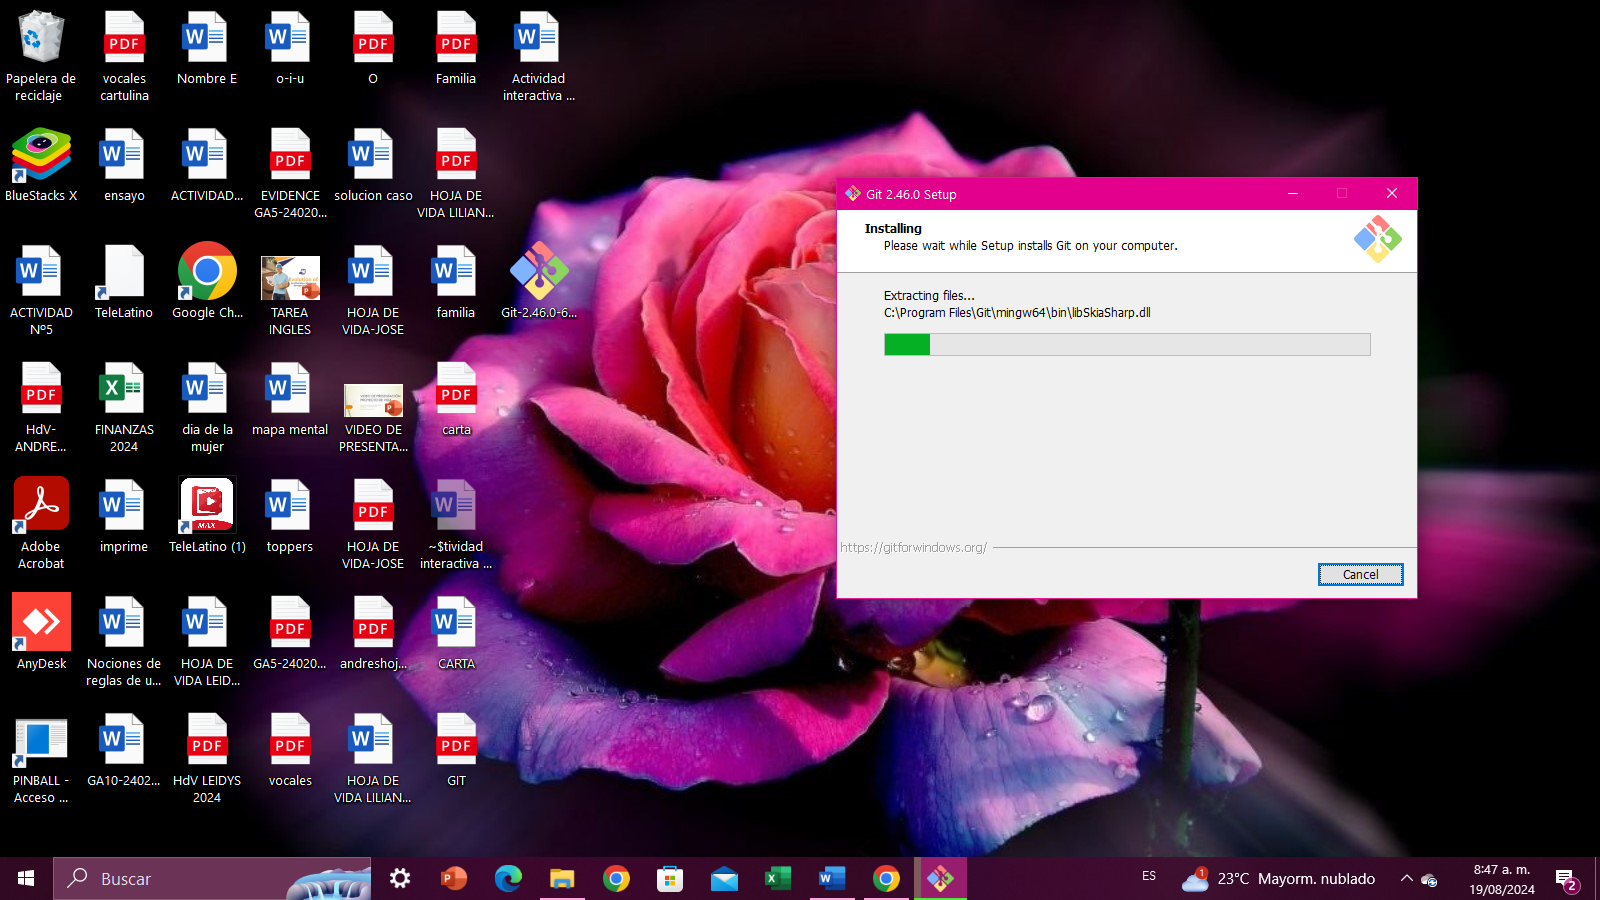 Papelera de
reciclaje
vocales
cartulina
Nombre E
o-i-u
O
Familia
Actividad
interactiva ...
BlueStacks X
ensayo
ACTIVIDAD...
EVIDENCE
GA5-24020...
solucion caso
HOJA DE
VIDA LILIAN...
ACTIVIDAD
Nº5
TeleLatino
Google Ch...
TAREA
INGLES
HOJA DE
VIDA-JOSE
familia
Git-2.46.0-6...
HdV-
ANDRE...
FINANZAS
2024
dia de la
mujer
mapa mental
VIDEO DE
PRESENTA...
carta
Adobe
Acrobat
imprime
TeleLatino (1)
toppers
HOJA DE
VIDA-JOSE
~$tividad
interactiva ...
AnyDesk
Nociones de
reglas de u...
HOJA DE
VIDA LEID...
GA5-24020...
andreshoj...
CARTA
PINBALL -
Acceso ...
GA10-2402...
HdV LEIDYS
2024
vocales
HOJA DE
VIDA LILIAN...
GIT
Git 2.46.0 Setup
Installing
Please wait while Setup installs Git on your computer.
Extracting files...
C:\Program Files\Git\mingw64\bin\libSkiaSharp.dll
https://gitforwindows.org/
Cancel
Buscar
ES
1
23°C Mayorm. nublado
8:47 a. m.
19/08/2024
2